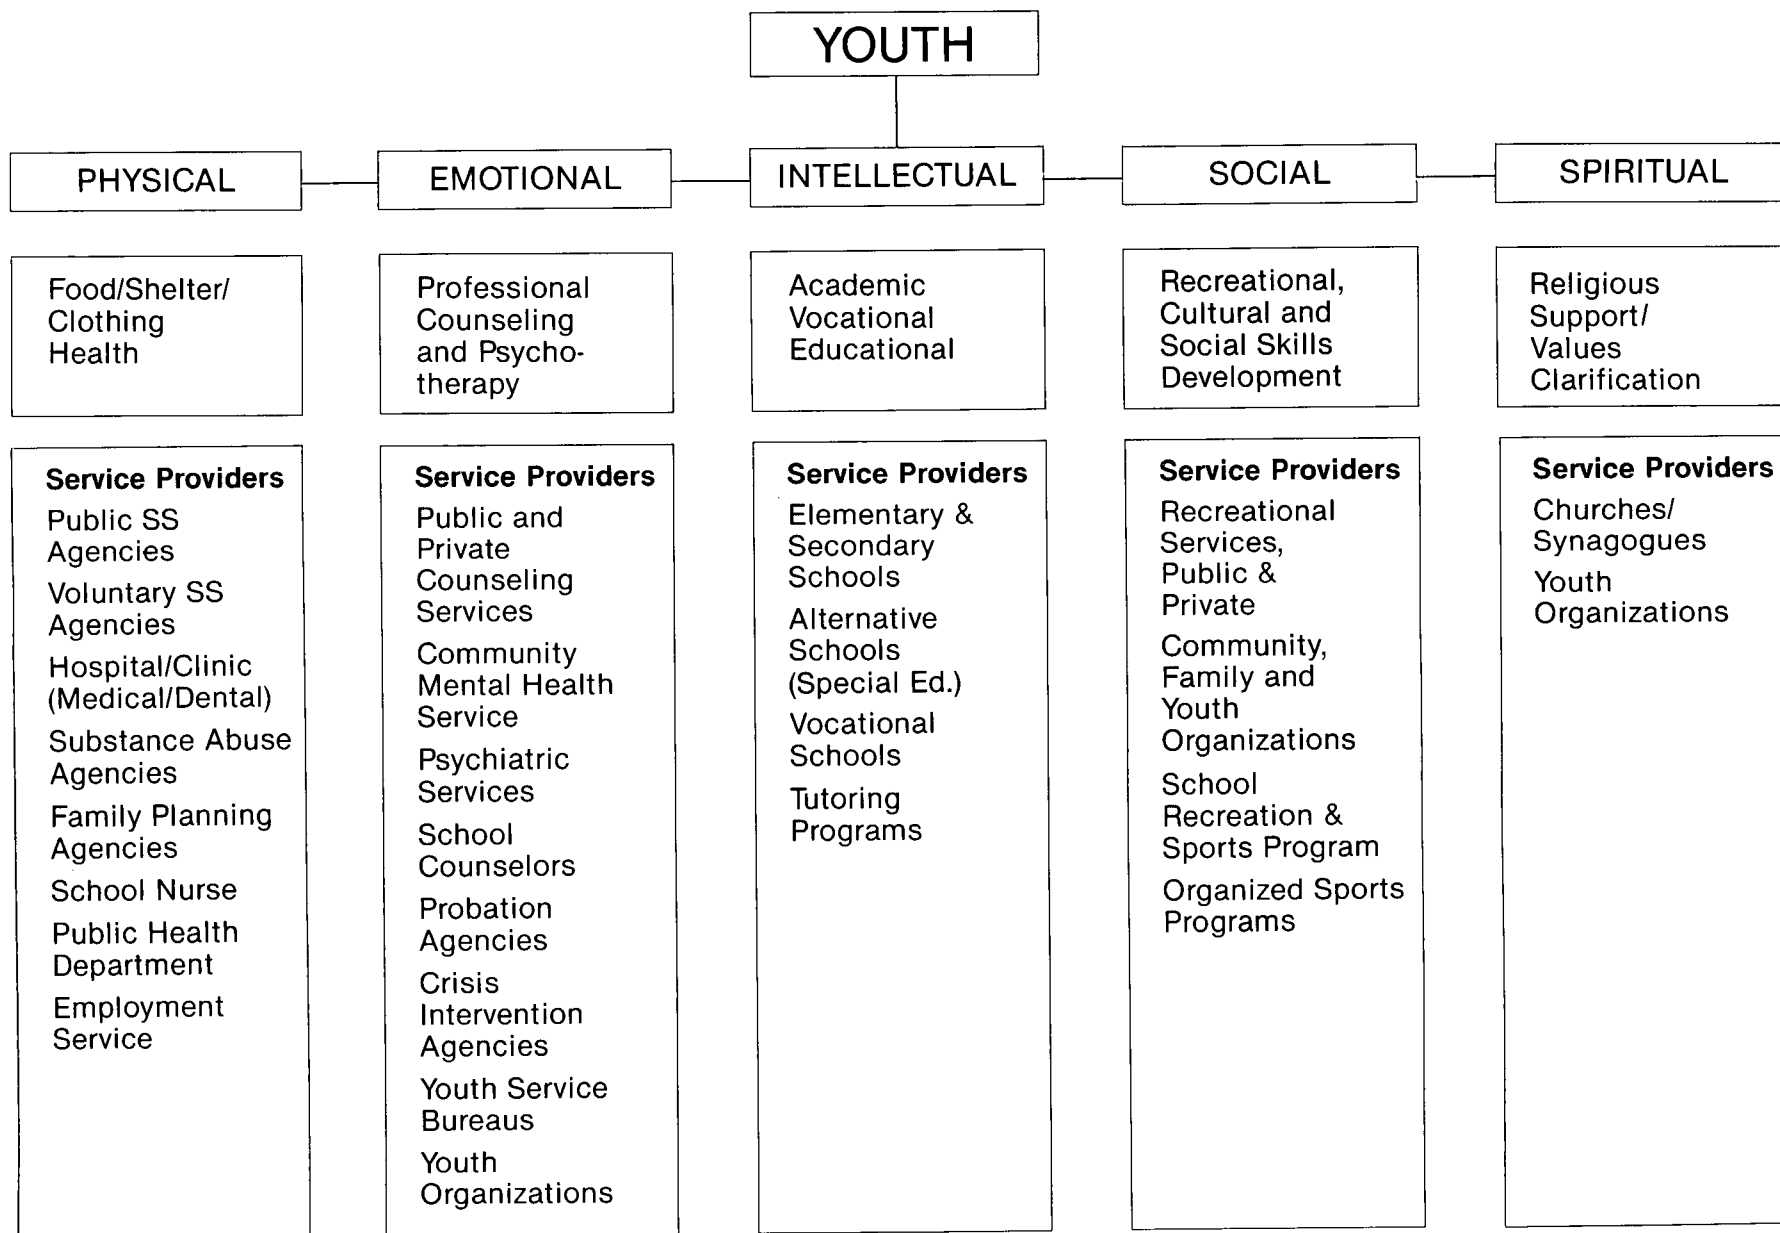 YOUTH
PHYSICAL
EMOTIONAL
INTELLECTUAL
SOCIAL
SPIRITUAL
Food/Shelter/
Clothing
Health
Professional
Counseling
and Psycho-
therapy
Academic
Vocational
Educational
Recreational,
Cultural and
Social Skills
Development
Religious
Support/
Values
Clarification
Service Providers
Public SS
Agencies
Voluntary SS
Agencies
Hospital/Clinic
(Medical/Dental)
Substance Abuse
Agencies
Family Planning
Agencies
School Nurse
Public Health
Department
Employment
Service
Service Providers
Public and
Private
Counseling
Services
Community
Mental Health
Service
Psychiatric
Services
School
Counselors
Probation
Agencies
Crisis
Intervention
Agencies
Youth Service
Bureaus
Youth
Organizations
Service Providers
Elementary &
Secondary
Schools
Alternative
Schools
(Special Ed.)
Vocational
Schools
Tutoring
Programs
Service Providers
Recreational
Services,
Public &
Private
Community,
Family and
Youth
Organizations
School
Recreation &
Sports Program
Organized Sports
Programs
Service Providers
Churches/
Synagogues
Youth
Organizations